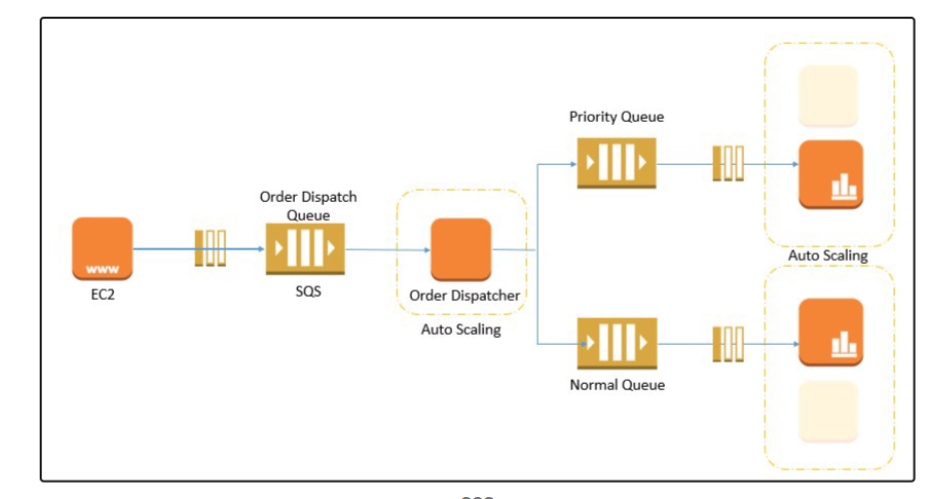 Priority Queue
Order Dispatch
Queue
www
EC2
SQS
Order Dispatcher
Auto Scaling
Auto Scaling
Normal Queue